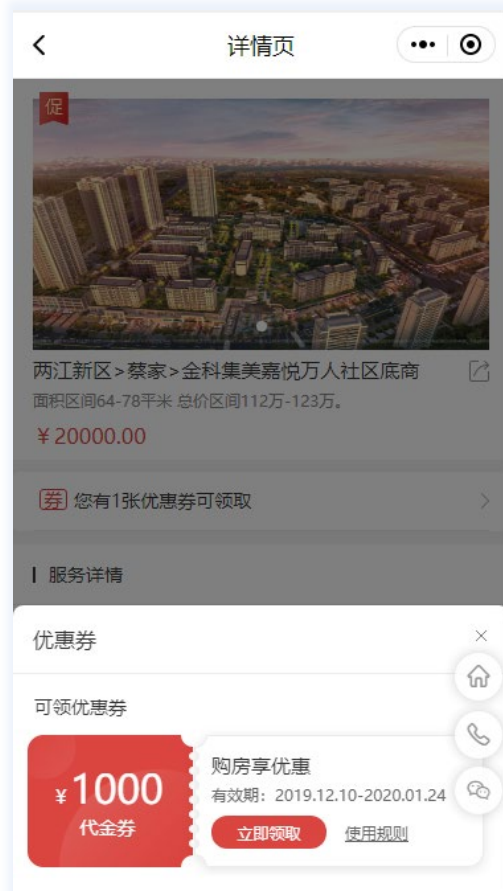 详情页
促
两江新区>蔡家>金科集美嘉悦万人社区底商
面积区间64-78平米 总价区间112万-123万。
¥20000.00
券 您有1张优惠券可领取
服务详情
优惠券
可领优惠券
¥1000
代金券
购房享优惠
有效期：2019.12.10-2020.01.24
立即领取 使用规则